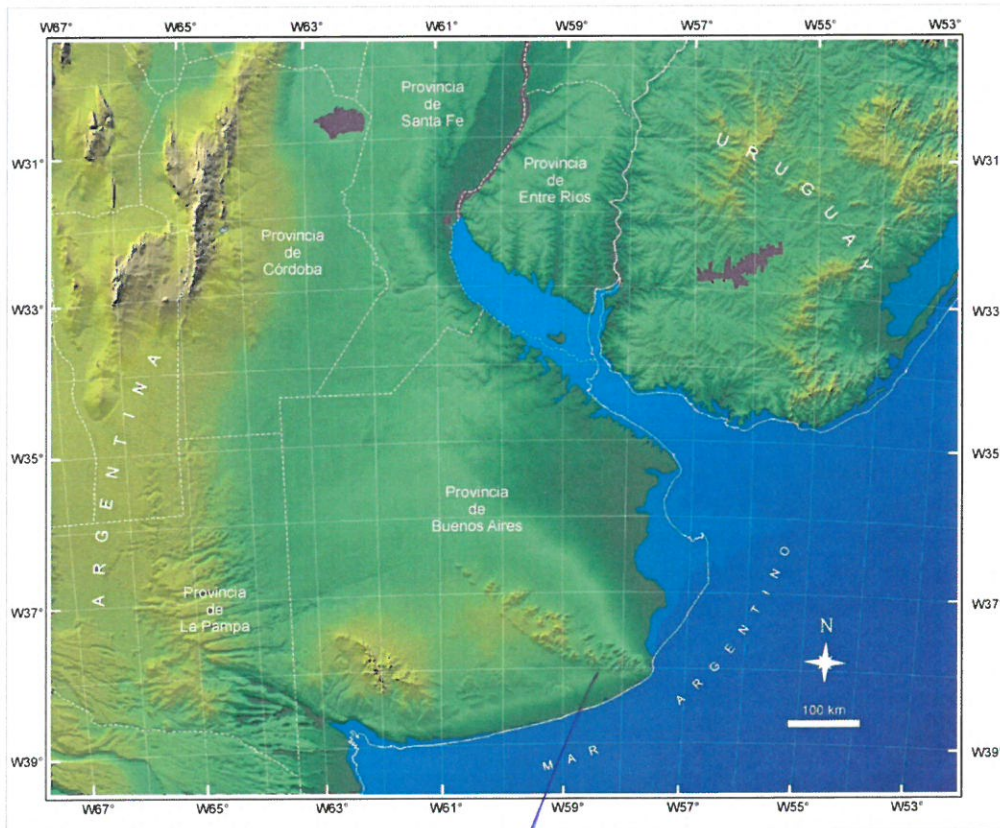 W67° W65° W63° W61° W59° W57° W55° W53°
Provincia
de
Santa Fe
Provincia
de
Entre Rios
URUGUAY
Provincia
de
Córdoba
ARGENTINA
Provincia
de
Buenos Aires
Provincia
de
La Pampa
MAR ARGENTINO
N
100 km
W31°
W33°
W35°
W37°
W39°
W31
W33
W35
W37
W39
W67° W65° W63° W61° W59° W57° W55° W53°